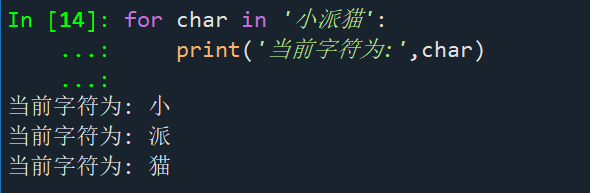 In [14]: for char in '小派猫':
    ...:     print('当前字符为:',char)
    ...:
当前字符为: 小
当前字符为: 派
当前字符为: 猫